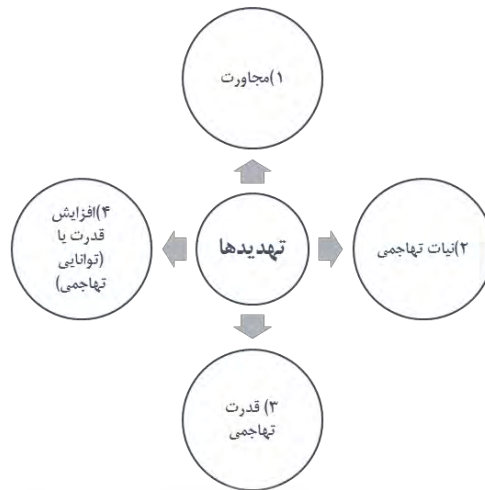 ۱)مجاورت
۴)افزایش
قدرت یا
(توانایی
تهاجمی)
تهدیدها
۲)نیات تهاجمی
۳) قدرت
تهاجمی